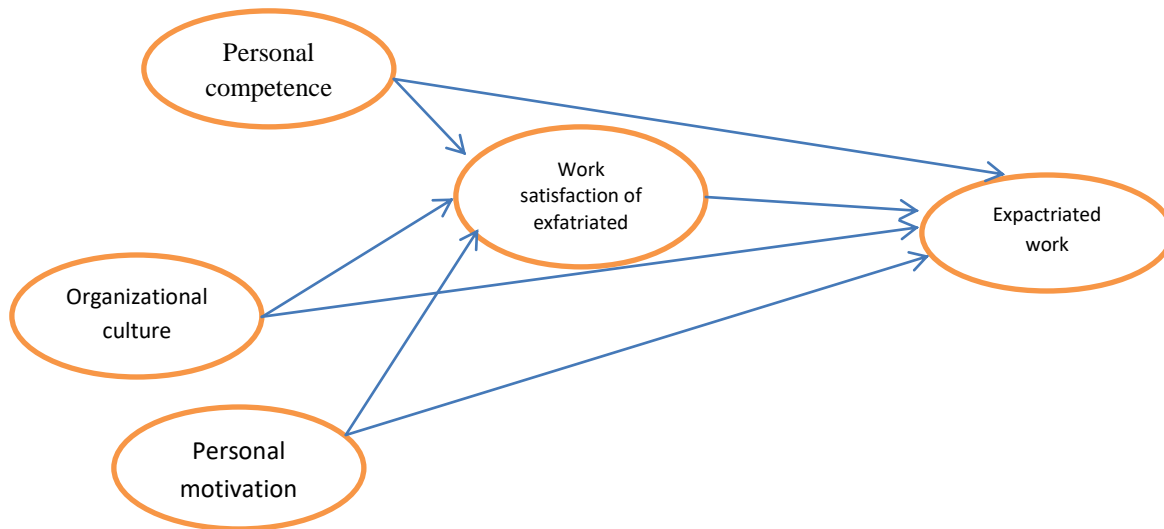 Personal
competence
Work
satisfaction of
exfatriated
Expactriated
work
Organizational
culture
Personal
motivation